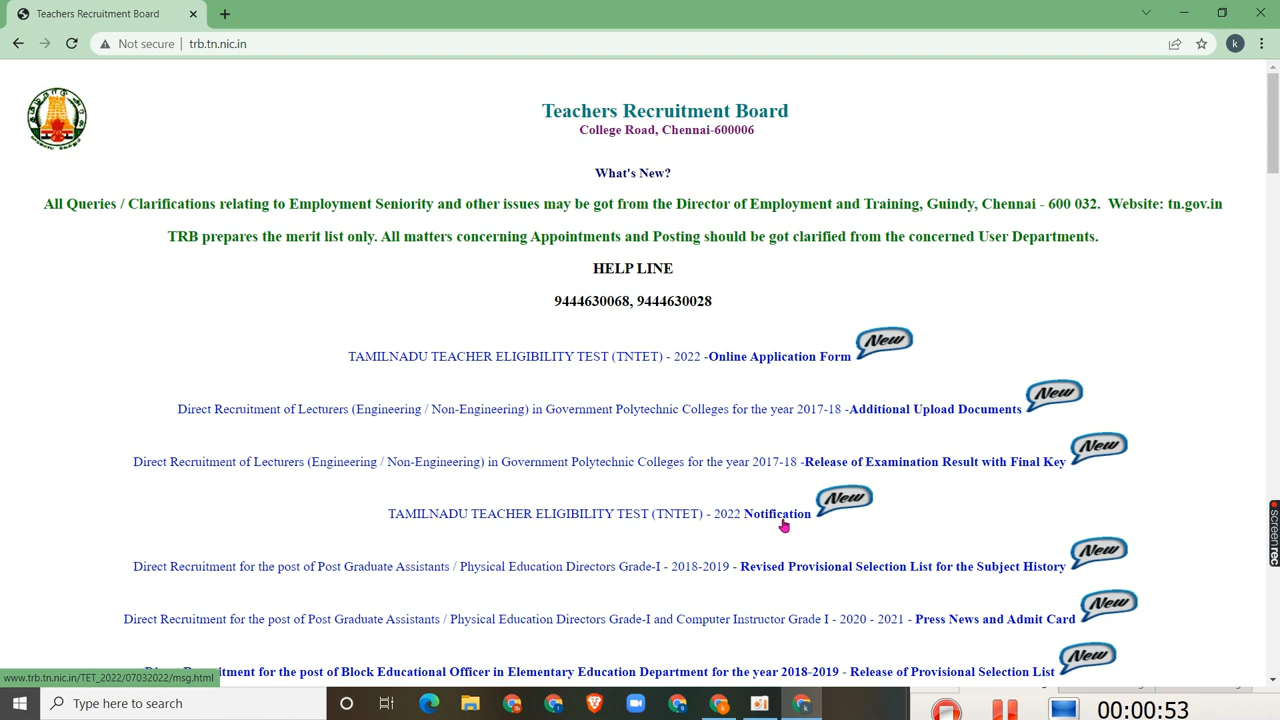 Teachers Recruitment Board
Not secure | trb.tn.nic.in
k
Teachers Recruitment Board
College Road, Chennai-600006
What's New?
All Queries / Clarifications relating to Employment Seniority and other issues may be got from the Director of Employment and Training, Guindy, Chennai - 600 032. Website: tn.gov.in
TRB prepares the merit list only. All matters concerning Appointments and Posting should be got clarified from the concerned User Departments.
HELP LINE
9444630068, 9444630028
TAMILNADU TEACHER ELIGIBILITY TEST (TNTET) - 2022 -Online Application Form New
Direct Recruitment of Lecturers (Engineering / Non-Engineering) in Government Polytechnic Colleges for the year 2017-18 -Additional Upload Documents New
Direct Recruitment of Lecturers (Engineering / Non-Engineering) in Government Polytechnic Colleges for the year 2017-18 -Release of Examination Result with Final Key New
TAMILNADU TEACHER ELIGIBILITY TEST (TNTET) - 2022 Notification New
Direct Recruitment for the post of Post Graduate Assistants / Physical Education Directors Grade-I - 2018-2019 - Revised Provisional Selection List for the Subject History New
Direct Recruitment for the post of Post Graduate Assistants / Physical Education Directors Grade-I and Computer Instructor Grade I - 2020 - 2021 - Press News and Admit Card New
Direct Recruitment for the post of Block Educational Officer in Elementary Education Department for the year 2018-2019 - Release of Provisional Selection List New
www.trb.tn.nic.in/TET_2022/07032022/msg.html
screenrec
Type here to search
00:00:53